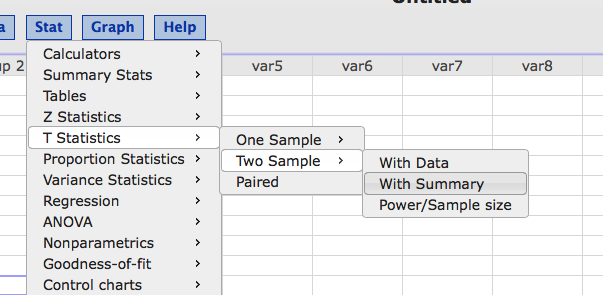 Untitled
a Stat Graph Help
up 2 var5 var6 var7 var8
Calculators
Summary Stats
Tables
Z Statistics
T Statistics
Proportion Statistics
Variance Statistics
Regression
ANOVA
Nonparametrics
Goodness-of-fit
Control charts
One Sample
Two Sample
Paired
With Data
With Summary
Power/Sample size